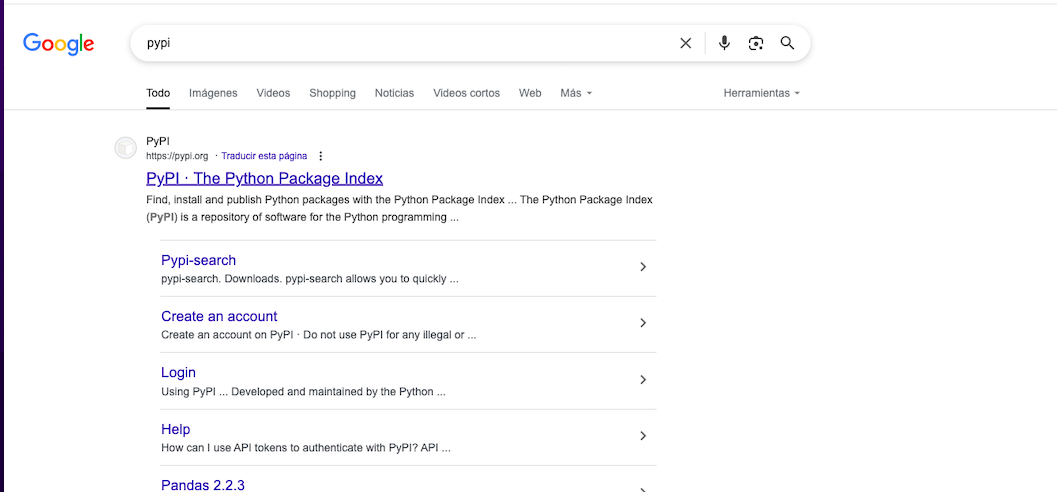 Google
pypi
Todo Imágenes Videos Shopping Noticias Videos cortos Web Más Herramientas
PyPI
https://pypi.org · Traducir esta página
PyPI · The Python Package Index
Find, install and publish Python packages with the Python Package Index ... The Python Package Index
(PyPI) is a repository of software for the Python programming ...
Pypi-search
pypi-search. Downloads. pypi-search allows you to quickly ...
Create an account
Create an account on PyPI · Do not use PyPI for any illegal or ...
Login
Using PyPI ... Developed and maintained by the Python ...
Help
How can I use API tokens to authenticate with PyPI? API ...
Pandas 2.2.3